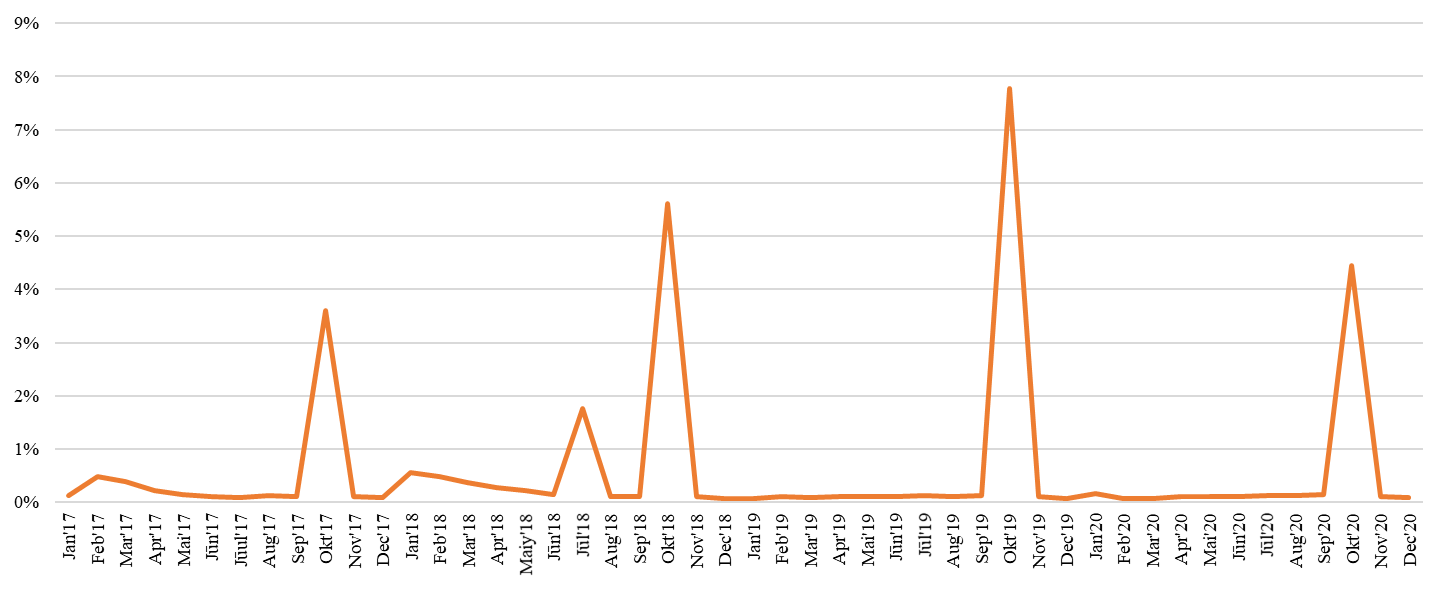 9%
8%
7%
6%
5%
4%
3%
2%
1%
0%
Jan'17
Feb'17
Mar'17
Apr'17
Mai'17
Jūn'17
Jūul'17
Aug'17
Sep'17
Okt'17
Nov'17
Dec'17
Jan'18
Feb'18
Mar'18
Apr'18
Maiy'18
Jūn'18
Jūl'18
Aug'18
Sep'18
Okt'18
Nov'18
Dec'18
Jan'19
Feb'19
Mar'19
Apr'19
Mai'19
Jūn'19
Jūl'19
Aug'19
Sep'19
Okt'19
Nov'19
Dec'19
Jan'20
Feb'20
Mar'20
Apr'20
Mai'20
Jūn'20
Jūl'20
Aug'20
Sep'20
Okt'20
Nov'20
Dec'20